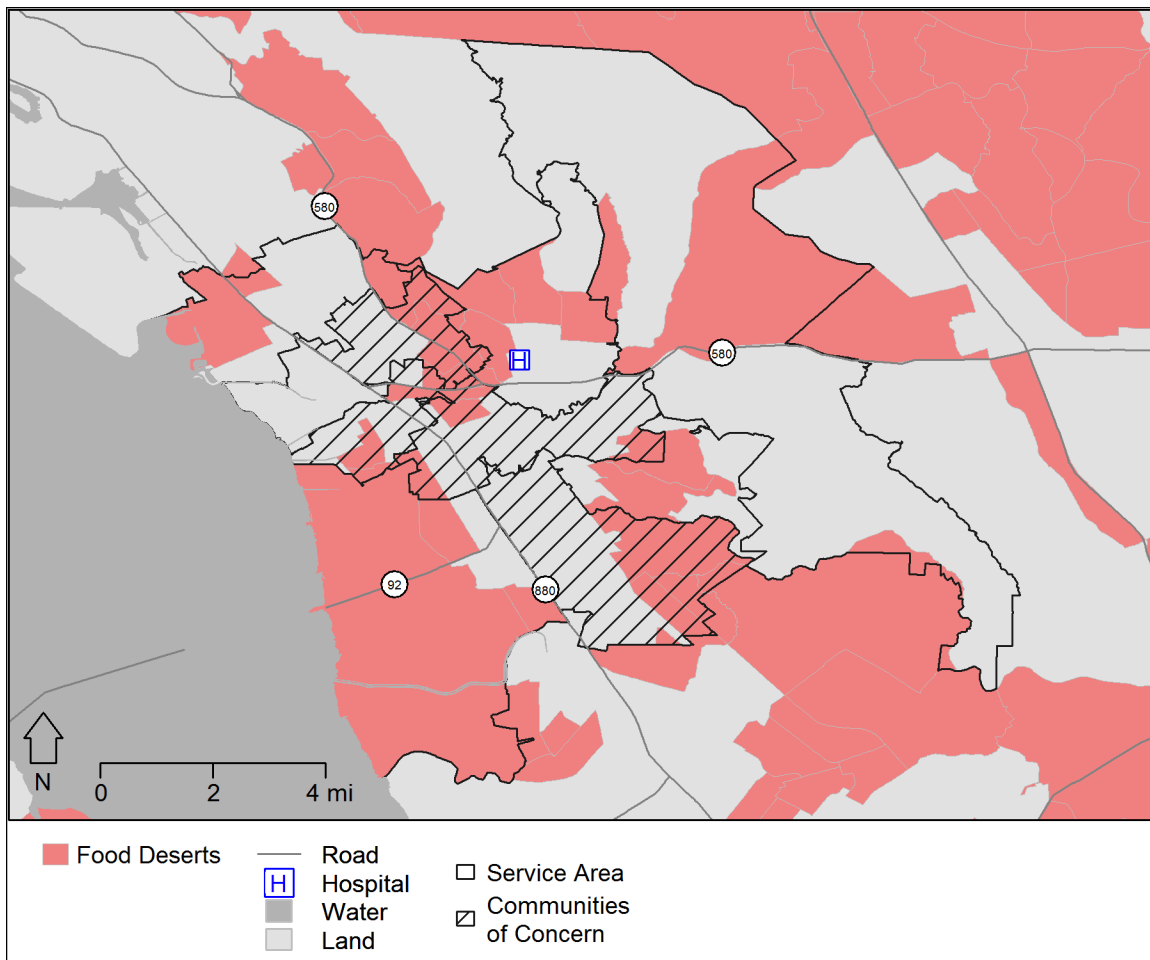 580
580
92
880
N
0 2 4 mi
Food Deserts
Road
H Hospital
Water
Land
Service Area
Communities
of Concern
H